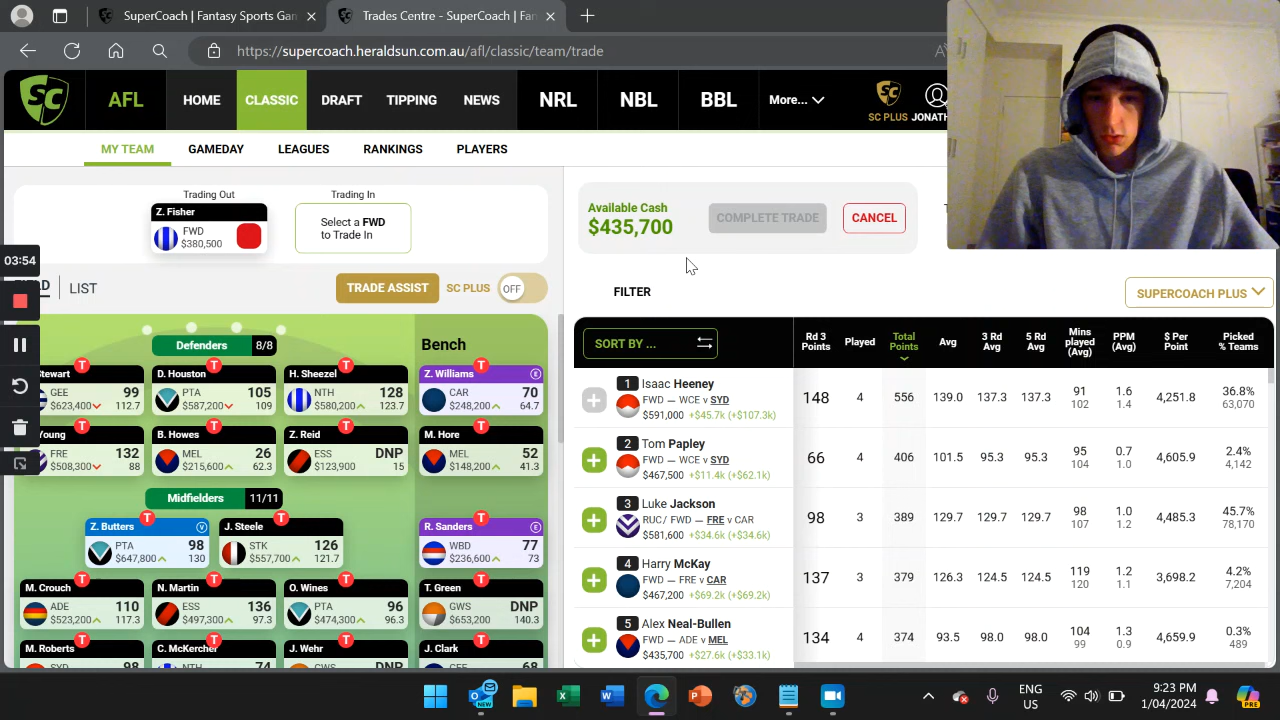 SuperCoach | Fantasy Sports Gan
Trades Centre - SuperCoach | Fan
https://supercoach.heraldsun.com.au/afl/classic/team/trade
SC AFL HOME CLASSIC DRAFT TIPPING NEWS NRL NBL BBL More... SC PLUS JONATH
MY TEAM GAMEDAY LEAGUES RANKINGS PLAYERS
Trading Out Trading In
Z. Fisher
FWD
$380,500
Select a FWD
to Trade In
Available Cash
$435,700
COMPLETE TRADE CANCEL
03:54
LIST TRADE ASSIST SC PLUS OFF
FILTER SUPERCOACH PLUS
Defenders 8/8 Bench
Stewart D. Houston H. Sheezel Z. Williams E
GEE 99 PTA 105 NTH 128 CAR 70
$623,400 112.7 $587,200 109 $580,200 123.7 $248,200 64.7
Young B. Howes Z. Reid M. Hore
FRE 132 MEL 26 ESS DNP MEL 52
$508,300 88 $215,600 62.3 $123,900 15 $148,200 41.3
Midfielders 11/11
Z. Butters V J. Steele R. Sanders E
PTA 98 STK 126 WBD 77
$647,800 130 $557,700 121.7 $236,600 73
M. Crouch N. Martin O. Wines T. Green
ADE 110 ESS 136 PTA 96 GWS DNP
$523,200 117.3 $497,300 97.3 $474,300 96.3 $653,200 140.3
M. Roberts C. McKercher J. Wehr J. Clark
SYD 98 NTH 74 GWS DNP GEE 68
SORT BY ... Rd 3 Points Played Total Points Avg 3 Rd Avg 5 Rd Avg Mins played (Avg) PPM (Avg) $ Per Point Picked % Teams
1 Isaac Heeney
FWD — WCE v SYD 148 4 556 139.0 137.3 137.3 91 102 1.6 1.4 4,251.8 36.8% 63,070
$591,000 +$45.7k (+$107.3k)
2 Tom Papley
FWD — WCE v SYD 66 4 406 101.5 95.3 95.3 95 104 0.7 1.0 4,605.9 2.4% 4,142
$467,500 +$11.4k (+$62.1k)
3 Luke Jackson
RUC/ FWD — FRE v CAR 98 3 389 129.7 129.7 129.7 98 107 1.0 1.2 4,485.3 45.7% 78,170
$581,600 +$34.6k (+$34.6k)
4 Harry McKay
FWD — FRE v CAR 137 3 379 126.3 124.5 124.5 119 120 1.2 1.1 3,698.2 4.2% 7,204
$467,200 +$69.2k (+$69.2k)
5 Alex Neal-Bullen
FWD — ADE v MEL 134 4 374 93.5 98.0 98.0 104 99 1.3 0.9 4,659.9 0.3% 489
$435,700 +$27.6k (+$33.1k)
ENG
US
9:23 PM
1/04/2024